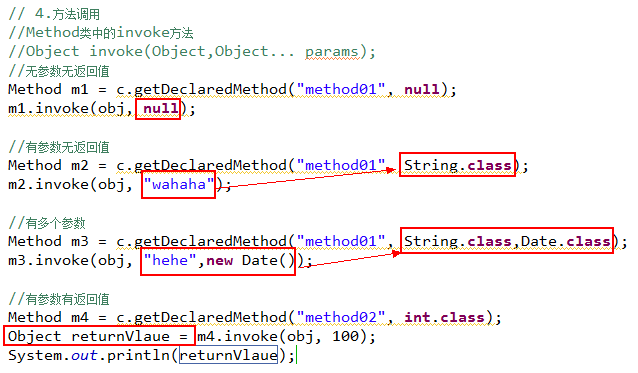 // 4.方法调用
//Method类中的invoke方法
//Object invoke(Object,Object... params);
//无参数无返回值
Method m1 = c.getDeclaredMethod("method01", null);
m1.invoke(obj, null);
//有参数无返回值
Method m2 = c.getDeclaredMethod("method01", String.class);
m2.invoke(obj, "wahaha");
//有多个参数
Method m3 = c.getDeclaredMethod("method01", String.class,Date.class);
m3.invoke(obj, "hehe",new Date());
//有参数有返回值
Method m4 = c.getDeclaredMethod("method02", int.class);
Object returnVlaue = m4.invoke(obj, 100);
System.out.println(returnVlaue);